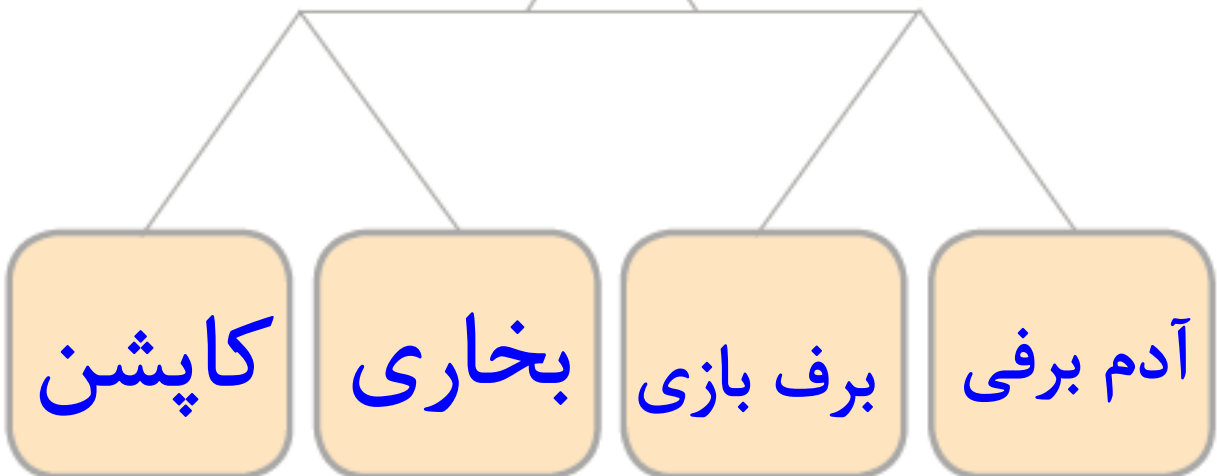 آدم برفی
برف بازی
بخاری
کاپشن